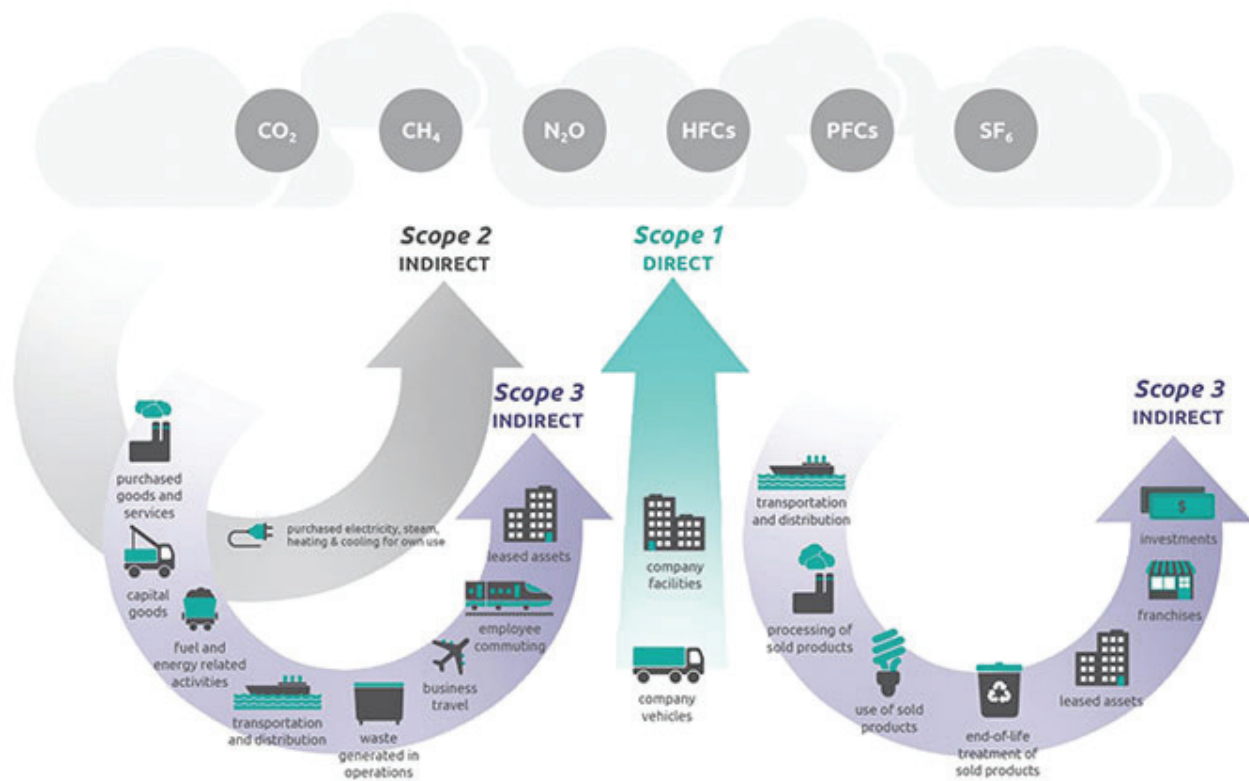 CO₂
CH₄
N₂O
HFCs
PFCs
SF₆
Scope 2
INDIRECT
Scope 1
DIRECT
Scope 3
INDIRECT
Scope 3
INDIRECT
purchased
goods and
services
capital
goods
fuel and
energy related
activities
transportation
and distribution
waste
generated in
operations
business
travel
employee
commuting
leased assets
purchased electricity, steam,
heating & cooling for own use
company
facilities
company
vehicles
transportation
and distribution
processing of
sold products
use of sold
products
end-of-life
treatment of
sold products
leased assets
franchises
$
investments